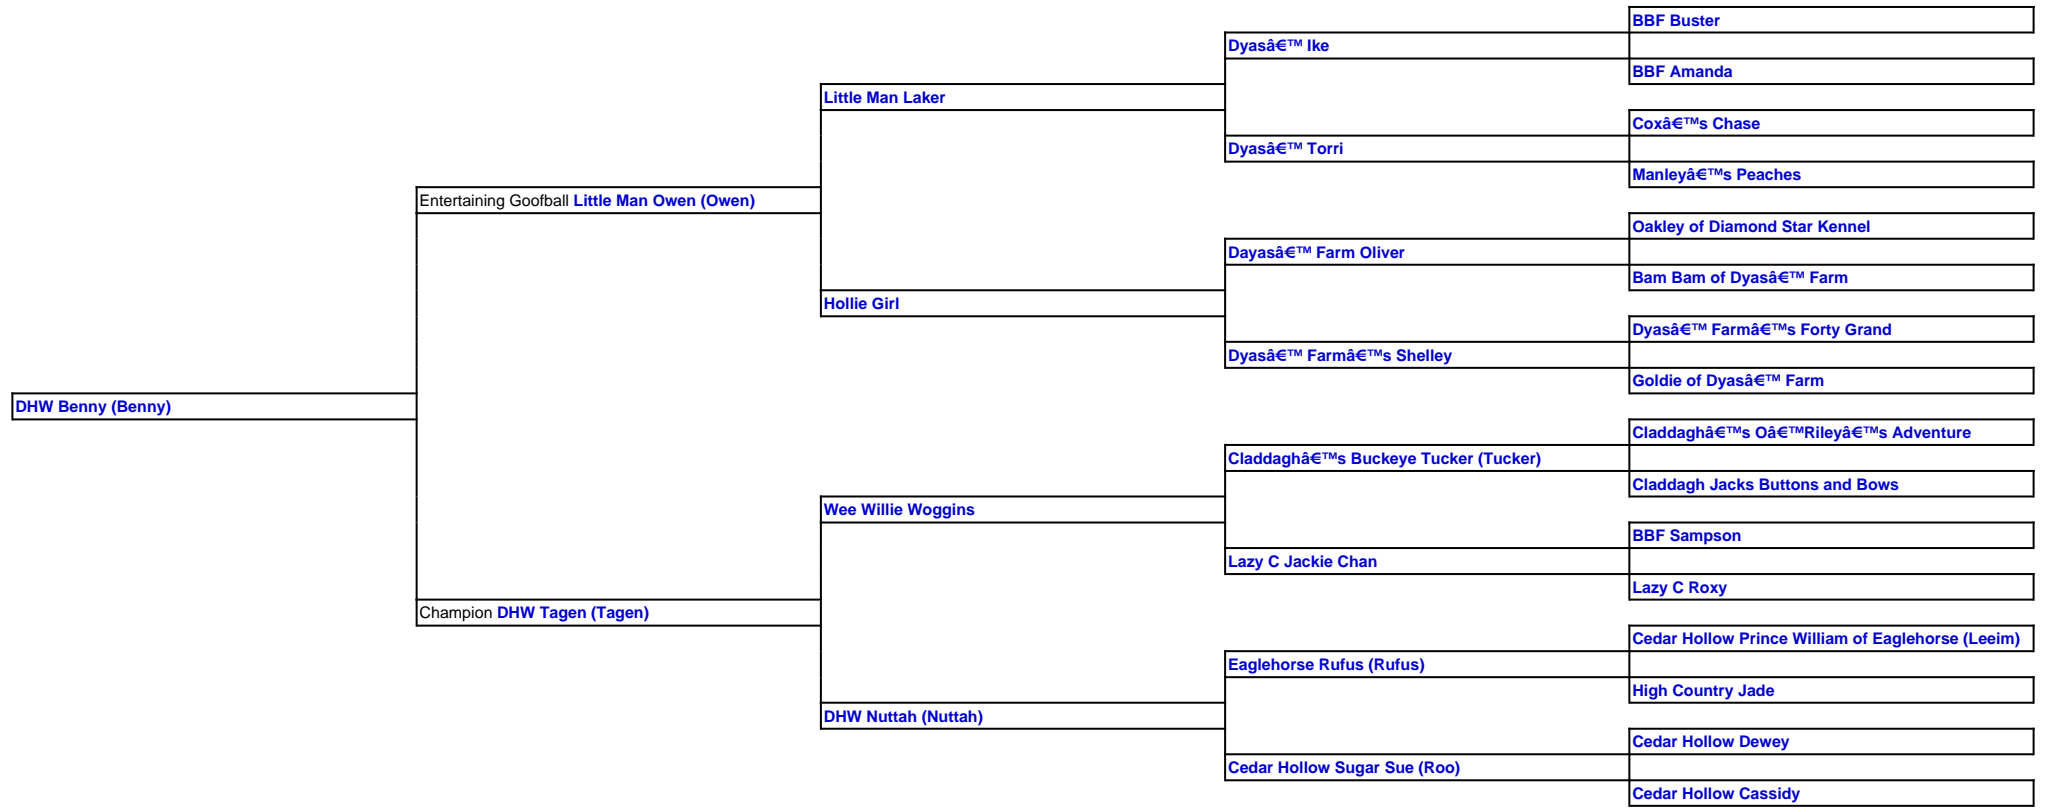 BBF Buster
Dyasâ€™ Ike
BBF Amanda
Little Man Laker
Coxâ€™s Chase
Dyasâ€™ Torri
Manleyâ€™s Peaches
Entertaining Goofball Little Man Owen (Owen)
Oakley of Diamond Star Kennel
Dayasâ€™ Farm Oliver
Bam Bam of Dyasâ€™ Farm
Hollie Girl
Dyasâ€™ Farmâ€™s Forty Grand
Dyasâ€™ Farmâ€™s Shelley
Goldie of Dyasâ€™ Farm
DHW Benny (Benny)
Claddaghâ€™s Oâ€™Rileyâ€™s Adventure
Claddaghâ€™s Buckeye Tucker (Tucker)
Claddagh Jacks Buttons and Bows
Wee Willie Woggins
BBF Sampson
Lazy C Jackie Chan
Lazy C Roxy
Champion DHW Tagen (Tagen)
Cedar Hollow Prince William of Eaglehorse (Leeim)
Eaglehorse Rufus (Rufus)
High Country Jade
DHW Nuttah (Nuttah)
Cedar Hollow Dewey
Cedar Hollow Sugar Sue (Roo)
Cedar Hollow Cassidy